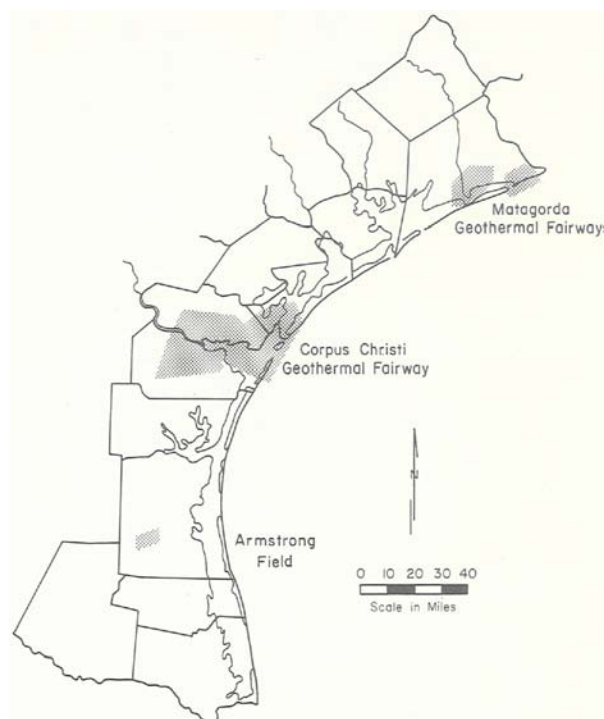 Matagorda
Geothermal Fairways
Corpus Christi
Geothermal Fairway
N
Armstrong
Field
0 10 20 30 40
Scale in Miles